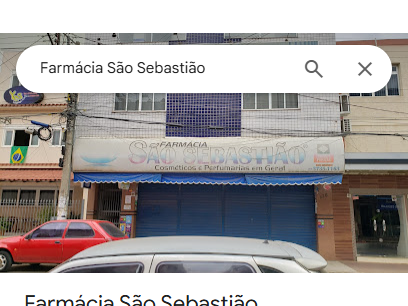 Farmácia São Sebastião
FARMÁCIA
SÃO SEBASTIÃO
Cosméticos e Perfumarias em Geral
Farmácia São Sebastião